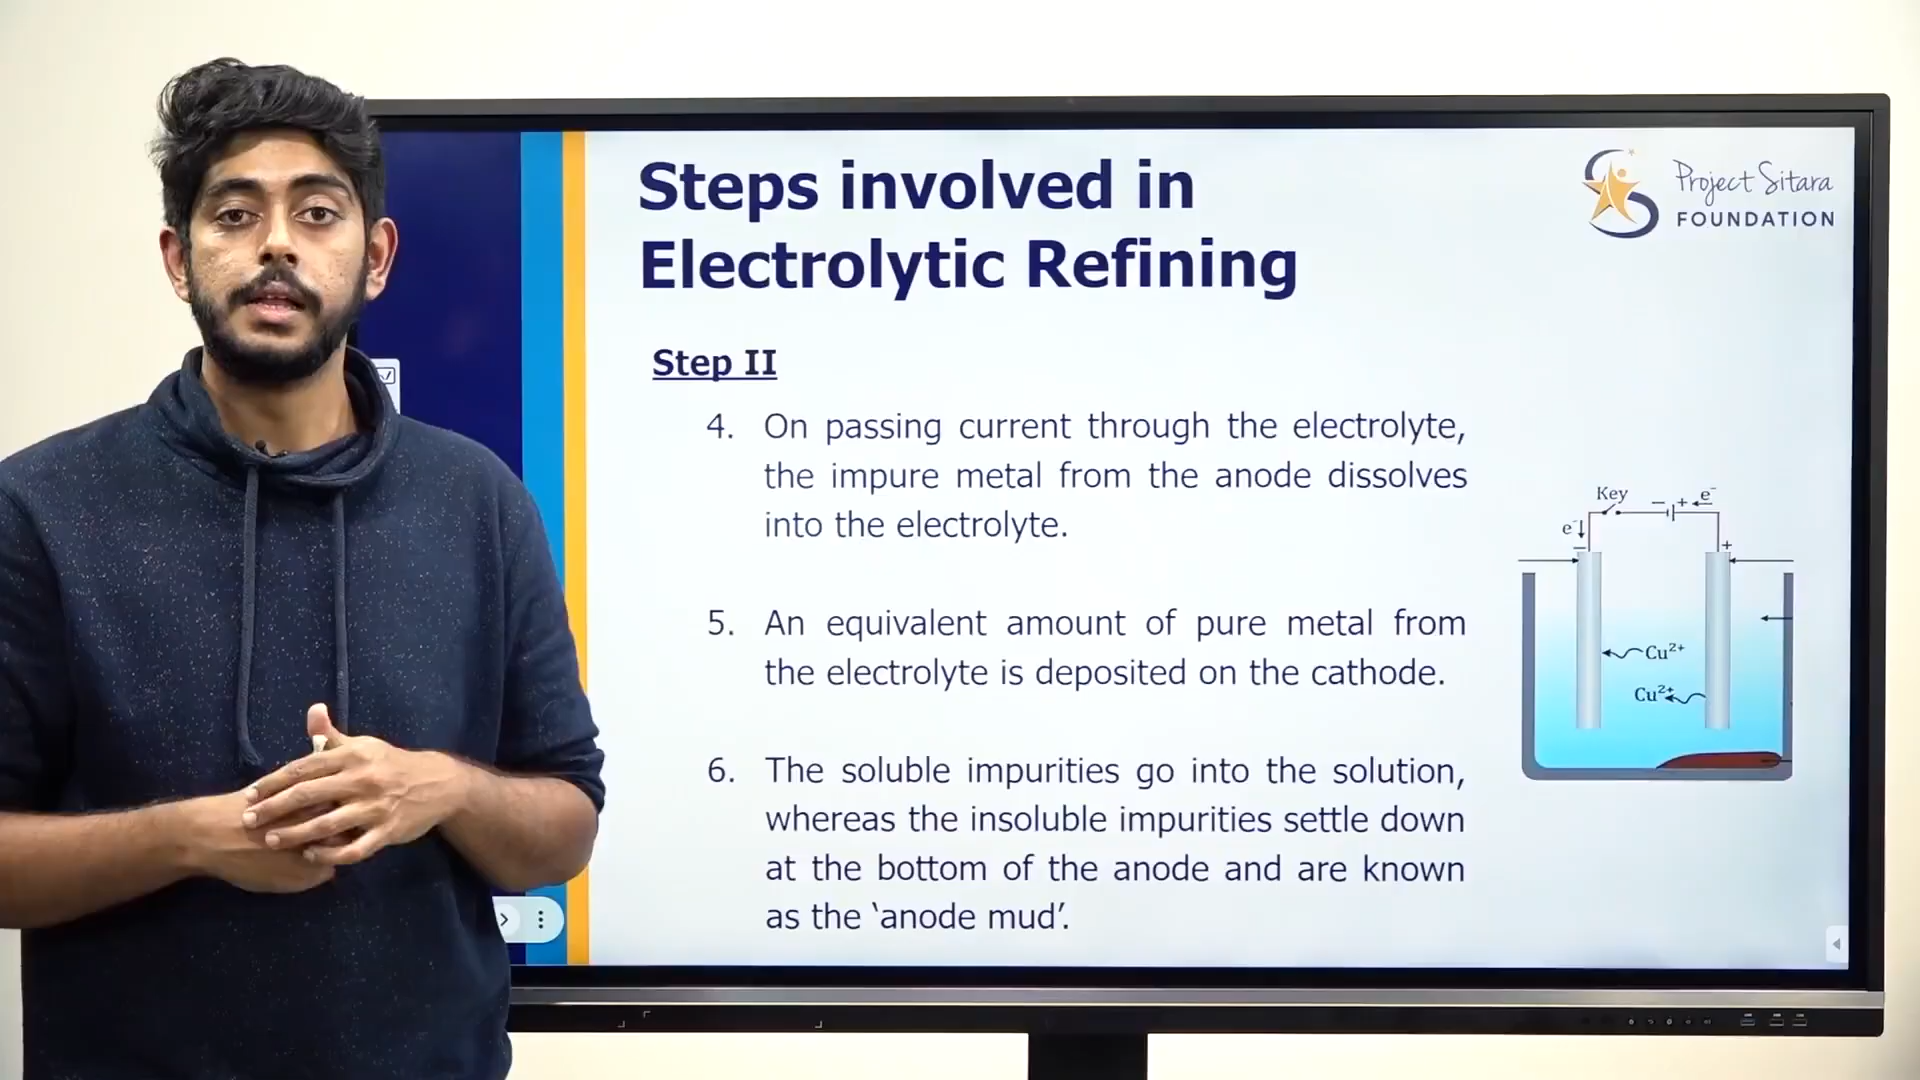 Steps involved in
Electrolytic Refining
Project Sitara
FOUNDATION
Step II
4. On passing current through the electrolyte,
the impure metal from the anode dissolves
into the electrolyte.
5. An equivalent amount of pure metal from
the electrolyte is deposited on the cathode.
6. The soluble impurities go into the solution,
whereas the insoluble impurities settle down
at the bottom of the anode and are known
as the ‘anode mud’.
Key
− + e⁻
e⁻
− +
Cu²⁺
Cu²⁺